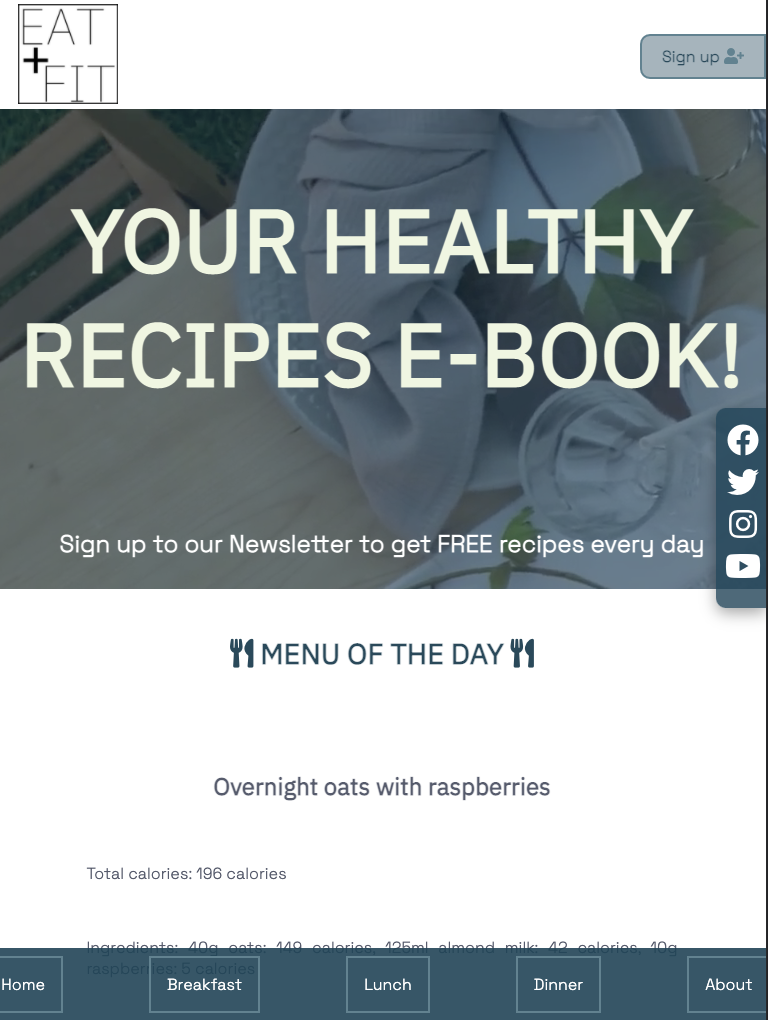 EAT
+FIT
Sign up
YOUR HEALTHY
RECIPES E-BOOK!
Sign up to our Newsletter to get FREE recipes every day
MENU OF THE DAY
Overnight oats with raspberries
Total calories: 196 calories
Ingredients: 40g oats: 149 calories, 125ml almond milk: 42 calories, 10g
raspberries: 5 calories
Home
Breakfast
Lunch
Dinner
About